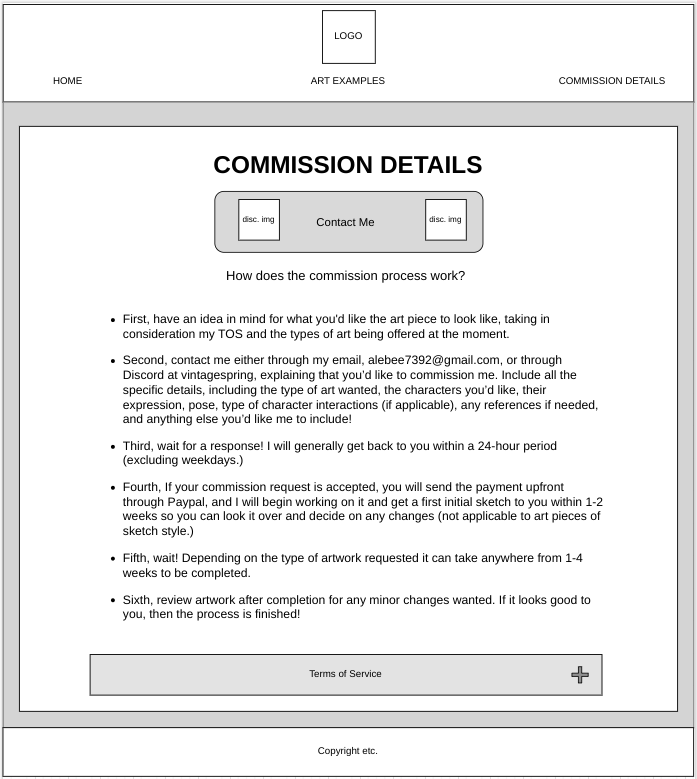 LOGO
HOME
ART EXAMPLES
COMMISSION DETAILS
COMMISSION DETAILS
disc. img
Contact Me
disc. img
How does the commission process work?
• First, have an idea in mind for what you'd like the art piece to look like, taking in
consideration my TOS and the types of art being offered at the moment.
• Second, contact me either through my email, alebee7392@gmail.com, or through
Discord at vintagespring, explaining that you’d like to commission me. Include all the
specific details, including the type of art wanted, the characters you’d like, their
expression, pose, type of character interactions (if applicable), any references if needed,
and anything else you’d like me to include!
• Third, wait for a response! I will generally get back to you within a 24-hour period
(excluding weekdays.)
• Fourth, If your commission request is accepted, you will send the payment upfront
through Paypal, and I will begin working on it and get a first initial sketch to you within 1-2
weeks so you can look it over and decide on any changes (not applicable to art pieces of
sketch style.)
• Fifth, wait! Depending on the type of artwork requested it can take anywhere from 1-4
weeks to be completed.
• Sixth, review artwork after completion for any minor changes wanted. If it looks good to
you, then the process is finished!
Terms of Service
Copyright etc.